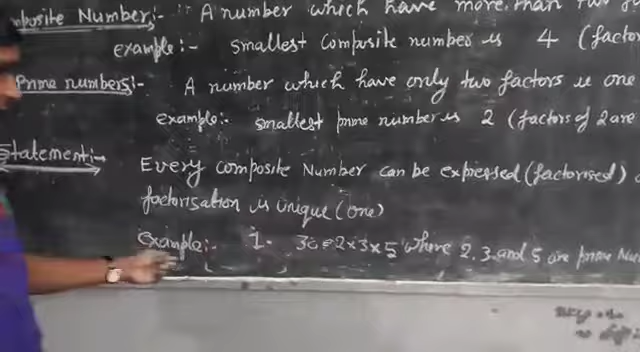 mposite Number:- A number which have more than two
example:- smallest composite number is 4 (factor
Prime numbers:- A number which have only two factors ie one
example:- smallest prime number is 2 (factors of 2 are
Statement:- Every composite Number can be expressed (factorised)
factorisation is unique (one)
Example:- 1. 30 = 2×3×5 where 2, 3 and 5 are prime Nu